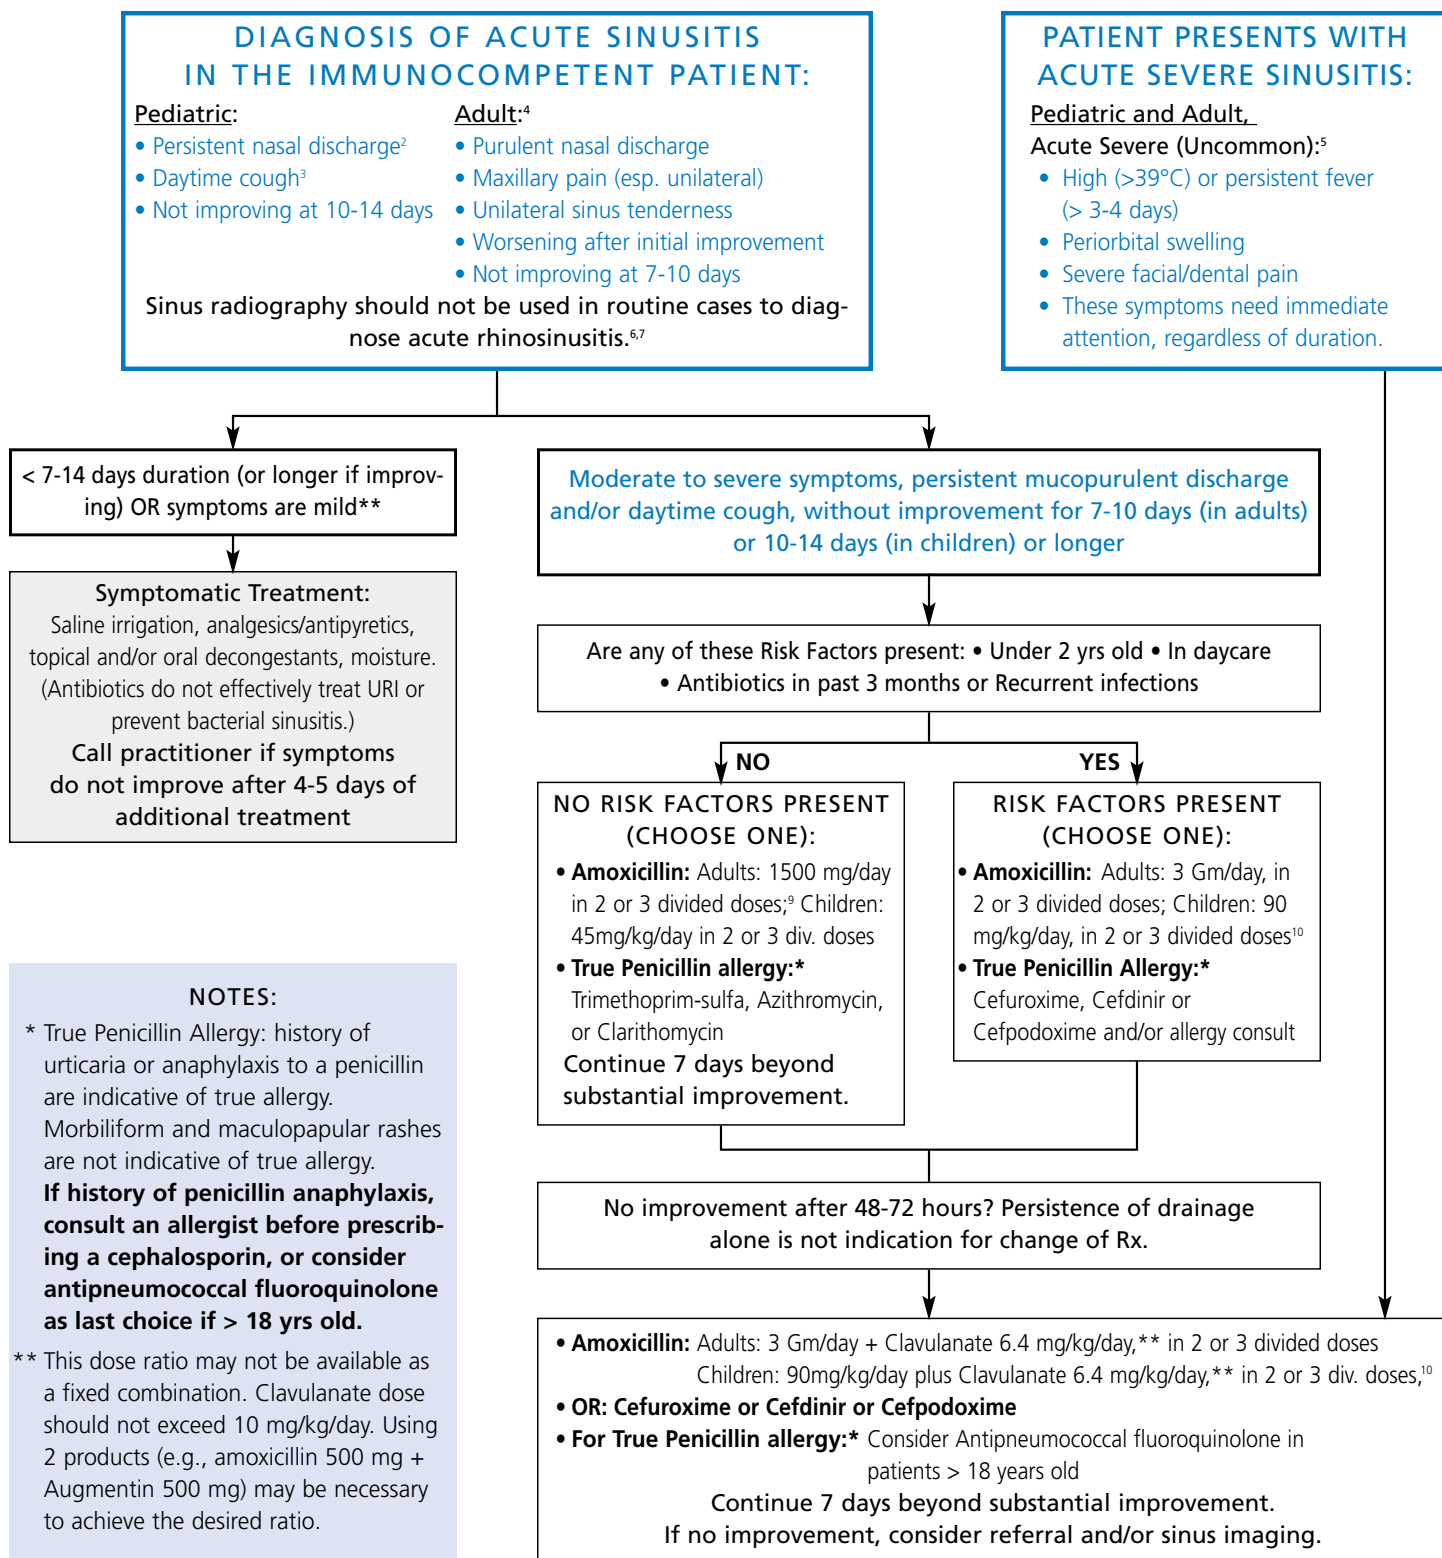 DIAGNOSIS OF ACUTE SINUSITIS
IN THE IMMUNOCOMPETENT PATIENT:
Pediatric:
• Persistent nasal discharge²
• Daytime cough³
• Not improving at 10-14 days
Adult:⁴
• Purulent nasal discharge
• Maxillary pain (esp. unilateral)
• Unilateral sinus tenderness
• Worsening after initial improvement
• Not improving at 7-10 days
Sinus radiography should not be used in routine cases to diag-
nose acute rhinosinusitis.⁶,⁷
PATIENT PRESENTS WITH
ACUTE SEVERE SINUSITIS:
Pediatric and Adult,
Acute Severe (Uncommon):⁵
• High (>39°C) or persistent fever
(> 3-4 days)
• Periorbital swelling
• Severe facial/dental pain
• These symptoms need immediate
attention, regardless of duration.
< 7-14 days duration (or longer if improv-
ing) OR symptoms are mild**
Symptomatic Treatment:
Saline irrigation, analgesics/antipyretics,
topical and/or oral decongestants, moisture.
(Antibiotics do not effectively treat URI or
prevent bacterial sinusitis.)
Call practitioner if symptoms
do not improve after 4-5 days of
additional treatment
Moderate to severe symptoms, persistent mucopurulent discharge
and/or daytime cough, without improvement for 7-10 days (in adults)
or 10-14 days (in children) or longer
Are any of these Risk Factors present: • Under 2 yrs old • In daycare
• Antibiotics in past 3 months or Recurrent infections
NO
YES
NO RISK FACTORS PRESENT
(CHOOSE ONE):
• Amoxicillin: Adults: 1500 mg/day
in 2 or 3 divided doses;⁹ Children:
45mg/kg/day in 2 or 3 div. doses
• True Penicillin allergy:*
Trimethoprim-sulfa, Azithromycin,
or Clarithomycin
Continue 7 days beyond
substantial improvement.
RISK FACTORS PRESENT
(CHOOSE ONE):
• Amoxicillin: Adults: 3 Gm/day, in
2 or 3 divided doses; Children: 90
mg/kg/day, in 2 or 3 divided doses¹⁰
• True Penicillin Allergy:*
Cefuroxime, Cefdinir or
Cefpodoxime and/or allergy consult
No improvement after 48-72 hours? Persistence of drainage
alone is not indication for change of Rx.
• Amoxicillin: Adults: 3 Gm/day + Clavulanate 6.4 mg/kg/day,** in 2 or 3 divided doses
Children: 90mg/kg/day plus Clavulanate 6.4 mg/kg/day,** in 2 or 3 div. doses,¹⁰
• OR: Cefuroxime or Cefdinir or Cefpodoxime
• For True Penicillin allergy:* Consider Antipneumococcal fluoroquinolone in
patients > 18 years old
Continue 7 days beyond substantial improvement.
If no improvement, consider referral and/or sinus imaging.
NOTES:
* True Penicillin Allergy: history of
urticaria or anaphylaxis to a penicillin
are indicative of true allergy.
Morbiliform and maculopapular rashes
are not indicative of true allergy.
If history of penicillin anaphylaxis,
consult an allergist before prescrib-
ing a cephalosporin, or consider
antipneumococcal fluoroquinolone
as last choice if > 18 yrs old.
** This dose ratio may not be available as
a fixed combination. Clavulanate dose
should not exceed 10 mg/kg/day. Using
2 products (e.g., amoxicillin 500 mg +
Augmentin 500 mg) may be necessary
to achieve the desired ratio.